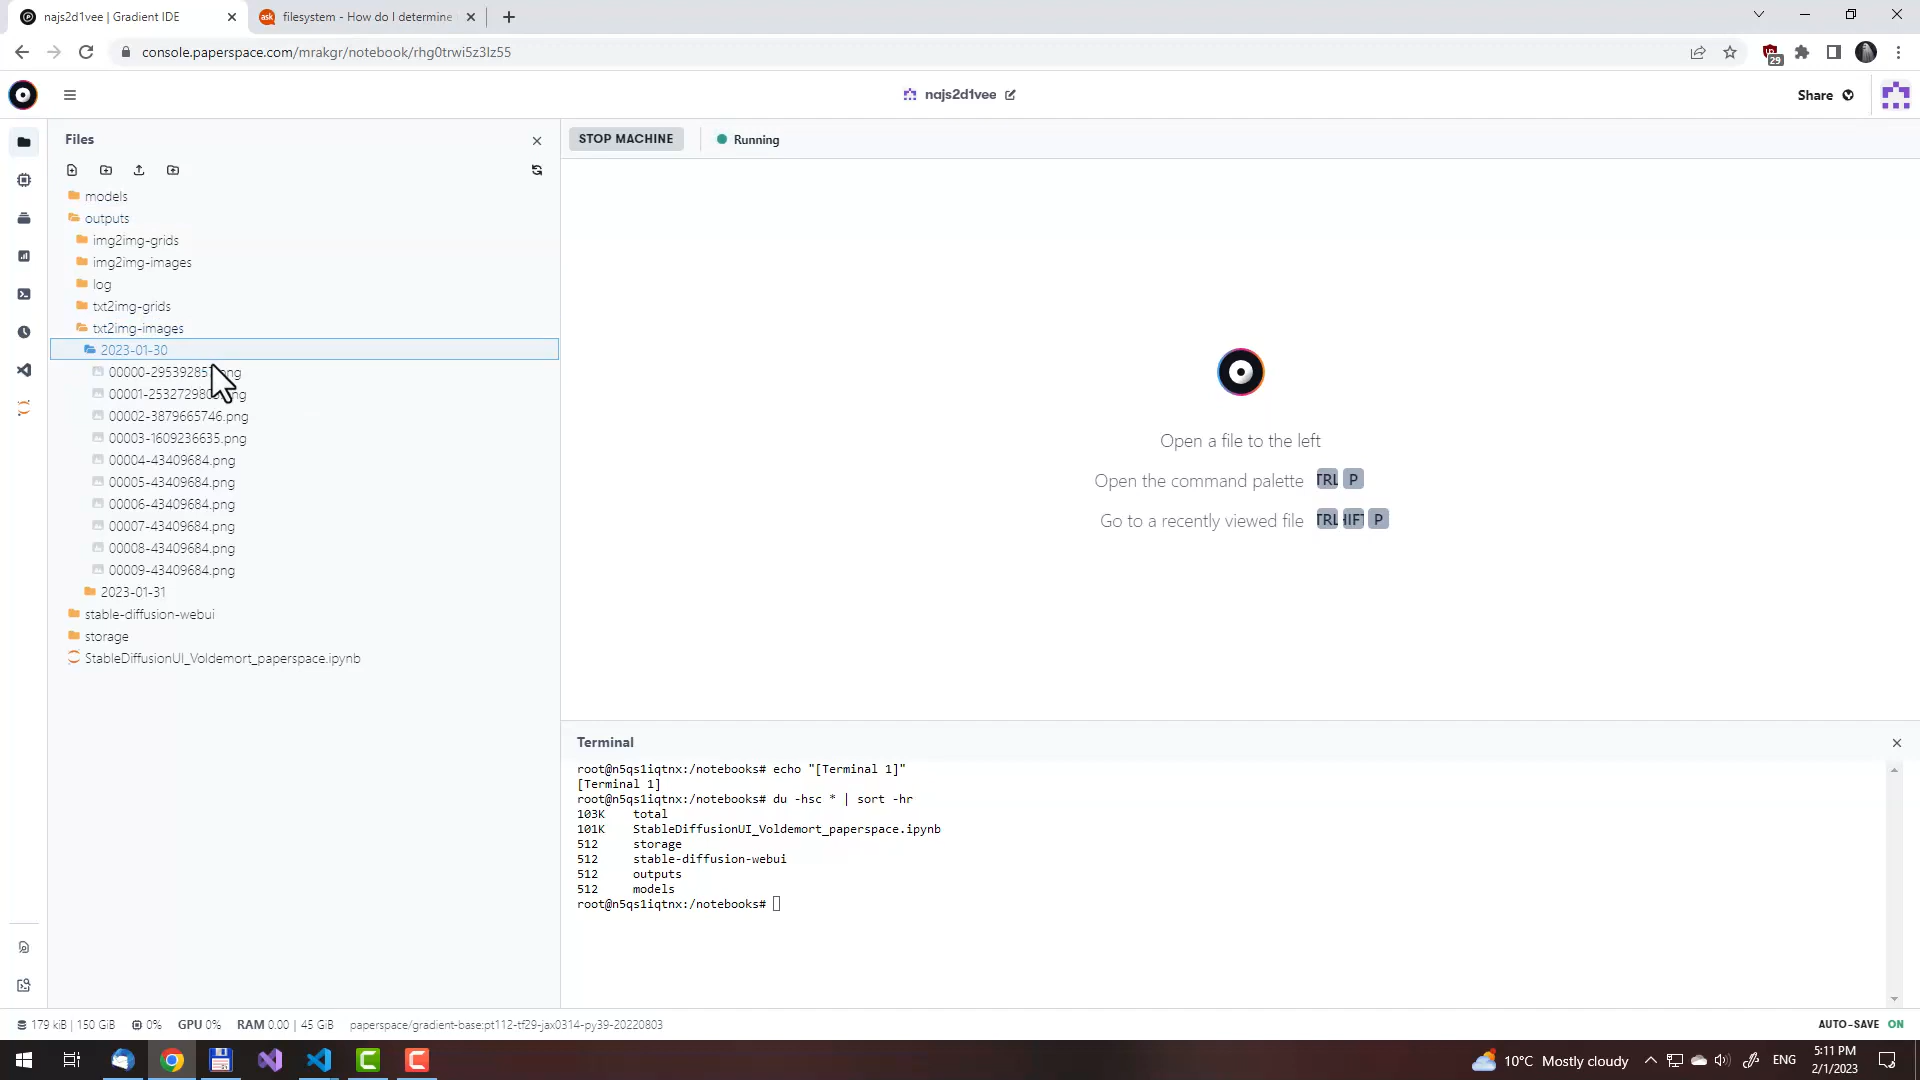 najs2d1vee | Gradient IDE
ask
filesystem - How do I determine
console.paperspace.com/mrakgr/notebook/rhg0trwi5z3lz55
29
najs2d1vee
Share
Files
STOP MACHINE
Running
models
outputs
img2img-grids
img2img-images
log
txt2img-grids
txt2img-images
2023-01-30
00002-3879665746.png
00003-1609236635.png
00004-43409684.png
00005-43409684.png
00006-43409684.png
00007-43409684.png
00008-43409684.png
00009-43409684.png
2023-01-31
stable-diffusion-webui
storage
StableDiffusionUI_Voldemort_paperspace.ipynb
Open a file to the left
Open the command palette TRL P
Go to a recently viewed file TRL HIFT P
Terminal
root@n5qs1iqtnx:/notebooks# echo "[Terminal 1]"
[Terminal 1]
root@n5qs1iqtnx:/notebooks# du -hsc * | sort -hr
103K total
101K StableDiffusionUI_Voldemort_paperspace.ipynb
512 storage
512 stable-diffusion-webui
512 outputs
512 models
root@n5qs1iqtnx:/notebooks#
179 kiB | 150 GiB
0%
GPU 0%
RAM 0.00 | 45 GiB
paperspace/gradient-base:pt112-tf29-jax0314-py39-20220803
AUTO-SAVE ON
10°C Mostly cloudy
ENG
5:11 PM
2/1/2023